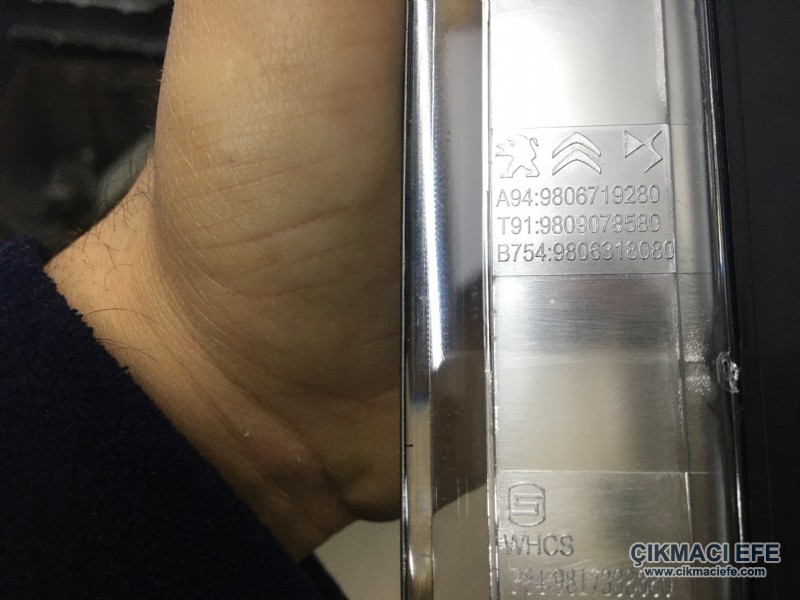 A94:9806719280
T91:9809078580
B754:9806318080
WHCS
ÇIKMACI EFE
www.cikmaciefe.com